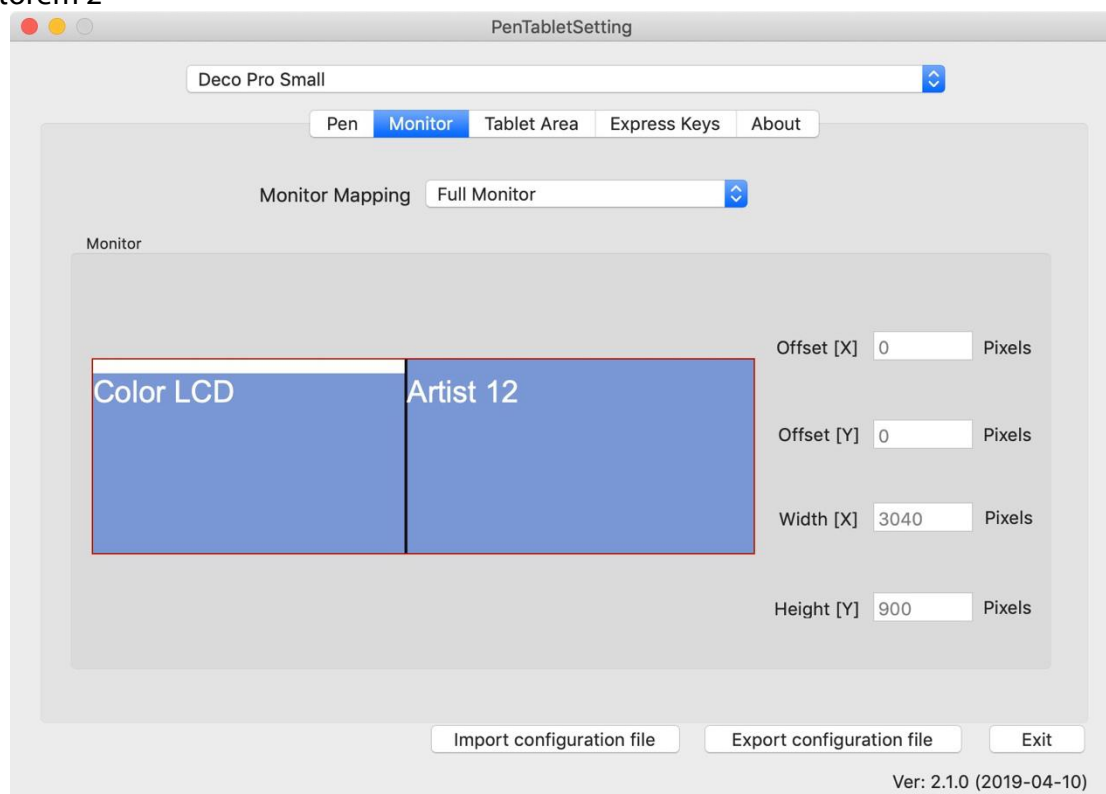 PenTabletSetting
Deco Pro Small
Pen Monitor Tablet Area Express Keys About
Monitor Mapping Full Monitor
Monitor
Offset [X] 0 Pixels
Color LCD Artist 12
Offset [Y] 0 Pixels
Width [X] 3040 Pixels
Height [Y] 900 Pixels
Import configuration file Export configuration file Exit
Ver: 2.1.0 (2019-04-10)